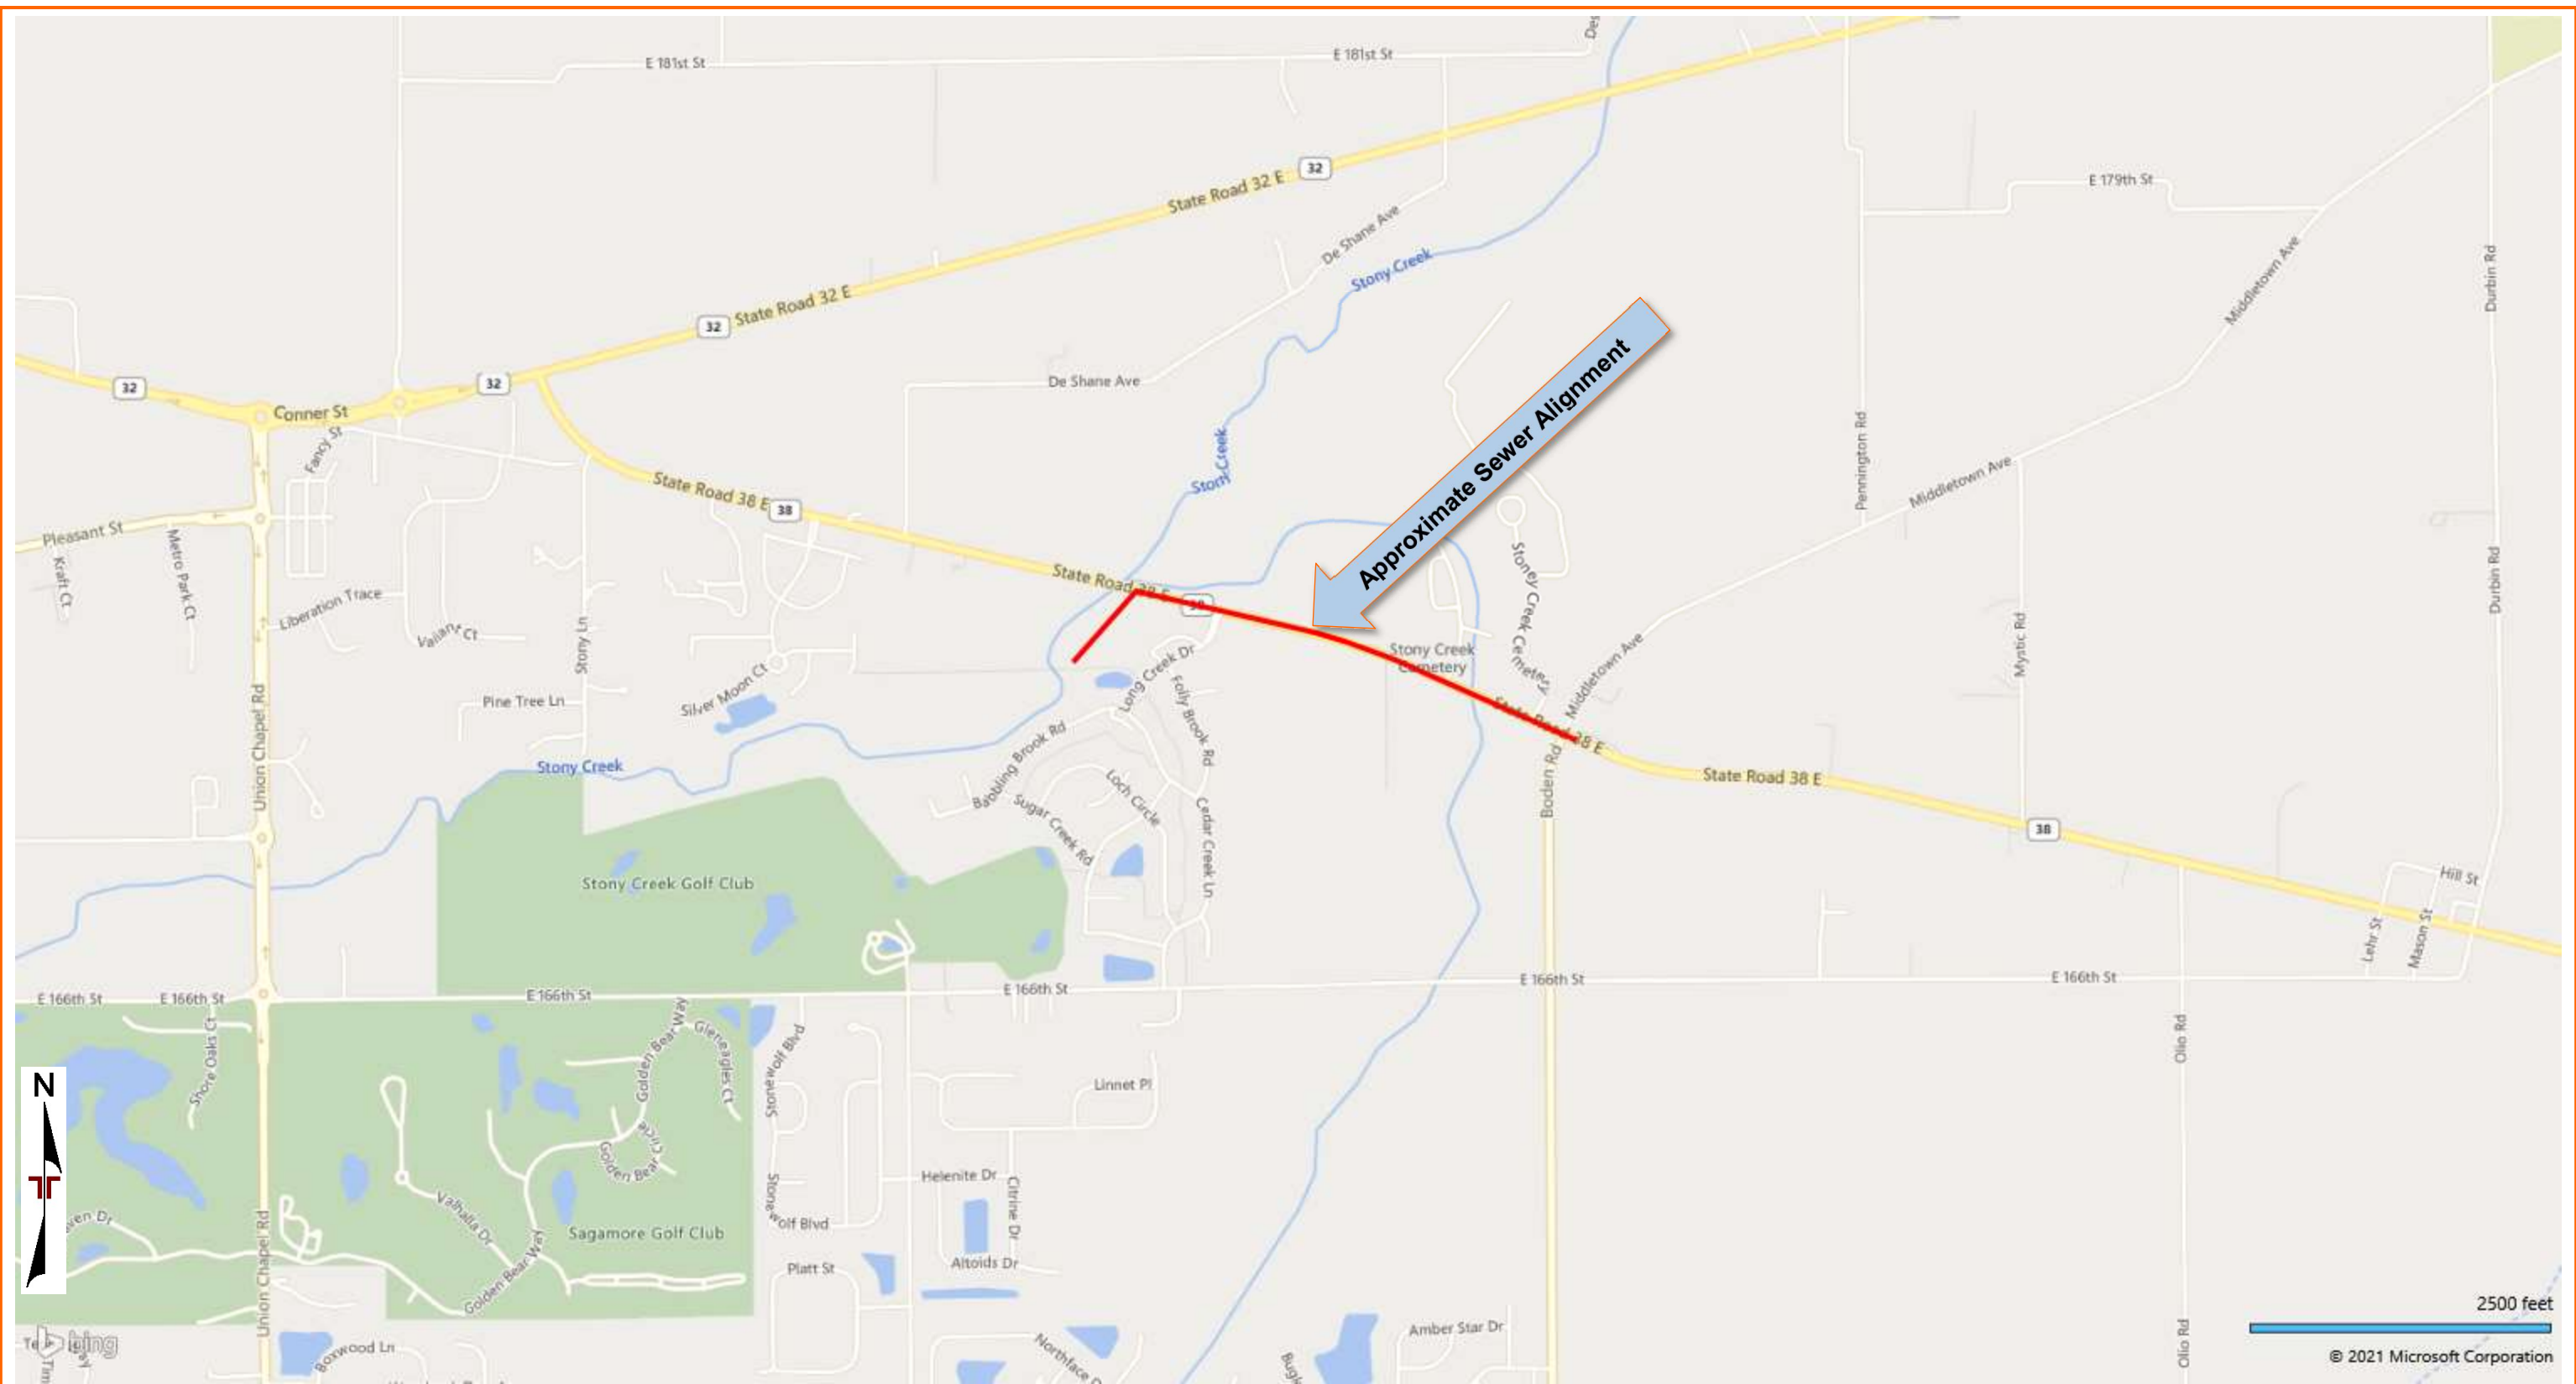 E 181st St
E 181st St
32
State Road 32 E
E 179th St
De Shane Ave
Stony Creek
Middletown Ave
Durbin Rd
32
State Road 32 E
Approximate Sewer Alignment
32
32
Conner St
De Shane Ave
Fancy St
Pennington Rd
Middletown Ave
State Road 38 E
38
Pleasant St
Kraft Ct
Metro Park Ct
State Road
38
Stoney Creek Cemetery
Durbin Rd
Liberation Trace
Valiant Ct
Stony Ln
Stony Creek
Cemetery
Middletown Ave
Mystic Rd
Long Creek Dr
Silver Moon Ct
Pine Tree Ln
Folly Brook Rd
Union Chapel Rd
Babbling Brook Rd
Stony Creek
Boden Rd
State Road 38 E
Loch Circle
Sugar Creek Rd
Cedar Creek Ln
38
Stony Creek Golf Club
Hill St
Lehr St
Mason St
E 166th St
E 166th St
E 166th St
E 166th St
E 166th St
E 166th St
Shore Oaks Ct
Golden Bear Way
Gleneagles Ct
Stonewolf Blvd
Olio Rd
N
Linnet Pl
Golden Bear Circle
Helenite Dr
Citrine Dr
Valhalla Dr
Stonewolf Blvd
Sagamore Golf Club
Union Chapel Rd
Golden Bear Way
Platt St
Altoids Dr
2500 feet
Amber Star Dr
Olio Rd
bing
Boxwood Ln
Northface
© 2021 Microsoft Corporation